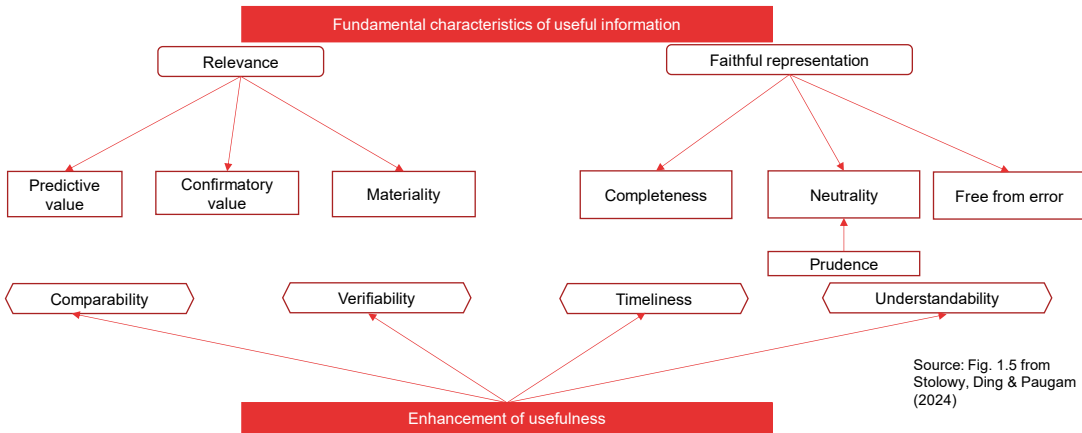 Fundamental characteristics of useful information
Relevance
Faithful representation
Predictive
value
Confirmatory
value
Materiality
Completeness
Neutrality
Free from error
Prudence
Comparability
Verifiability
Timeliness
Understandability
Source: Fig. 1.5 from
Stolowy, Ding & Paugam
(2024)
Enhancement of usefulness